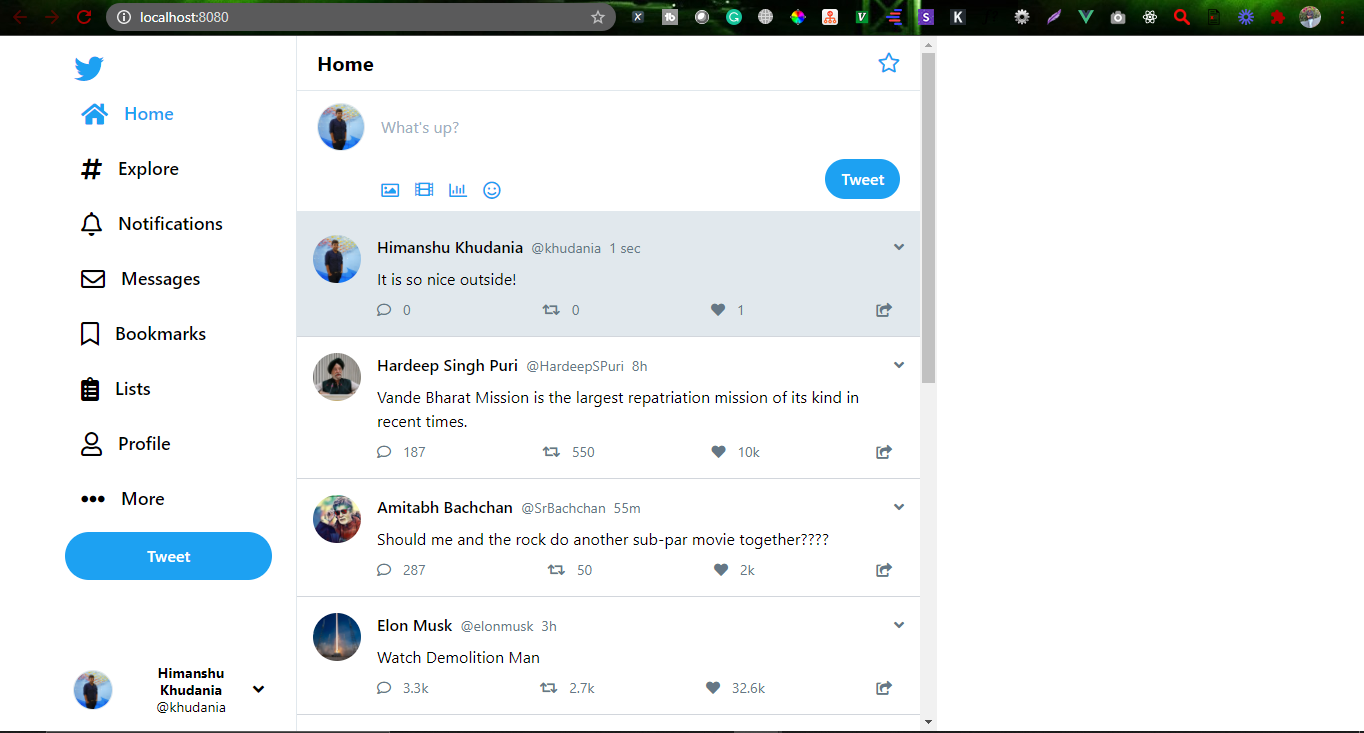 localhost:8080
Home
Explore
Notifications
Messages
Bookmarks
Lists
Profile
More
Tweet
Himanshu
Khudania
@khudania
Home
What's up?
Tweet
Himanshu Khudania @khudania 1 sec
It is so nice outside!
0 0 1
Hardeep Singh Puri @HardeepSPuri 8h
Vande Bharat Mission is the largest repatriation mission of its kind in
recent times.
187 550 10k
Amitabh Bachchan @SrBachchan 55m
Should me and the rock do another sub-par movie together????
287 50 2k
Elon Musk @elonmusk 3h
Watch Demolition Man
3.3k 2.7k 32.6k